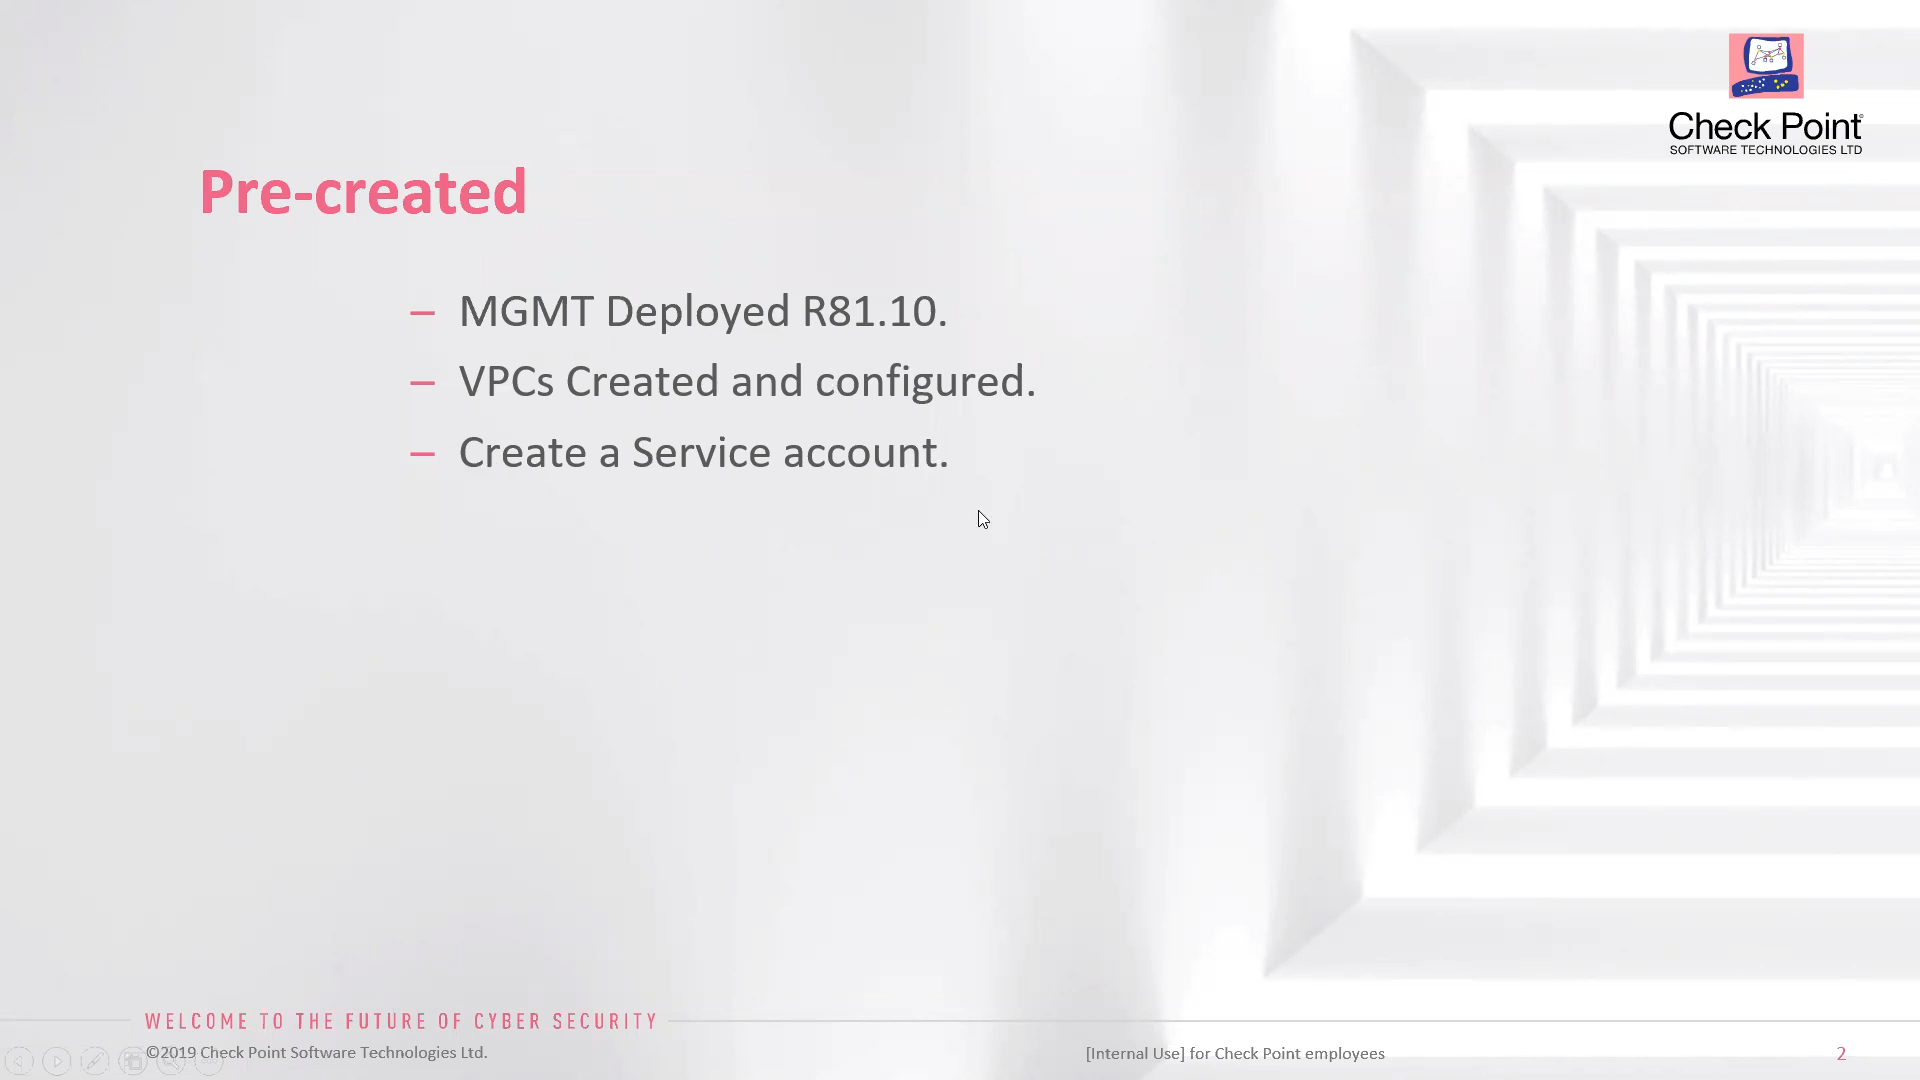 Check Point
SOFTWARE TECHNOLOGIES LTD
Pre-created
– MGMT Deployed R81.10.
– VPCs Created and configured.
– Create a Service account.
WELCOME TO THE FUTURE OF CYBER SECURITY
©2019 Check Point Software Technologies Ltd.
[Internal Use] for Check Point employees
2